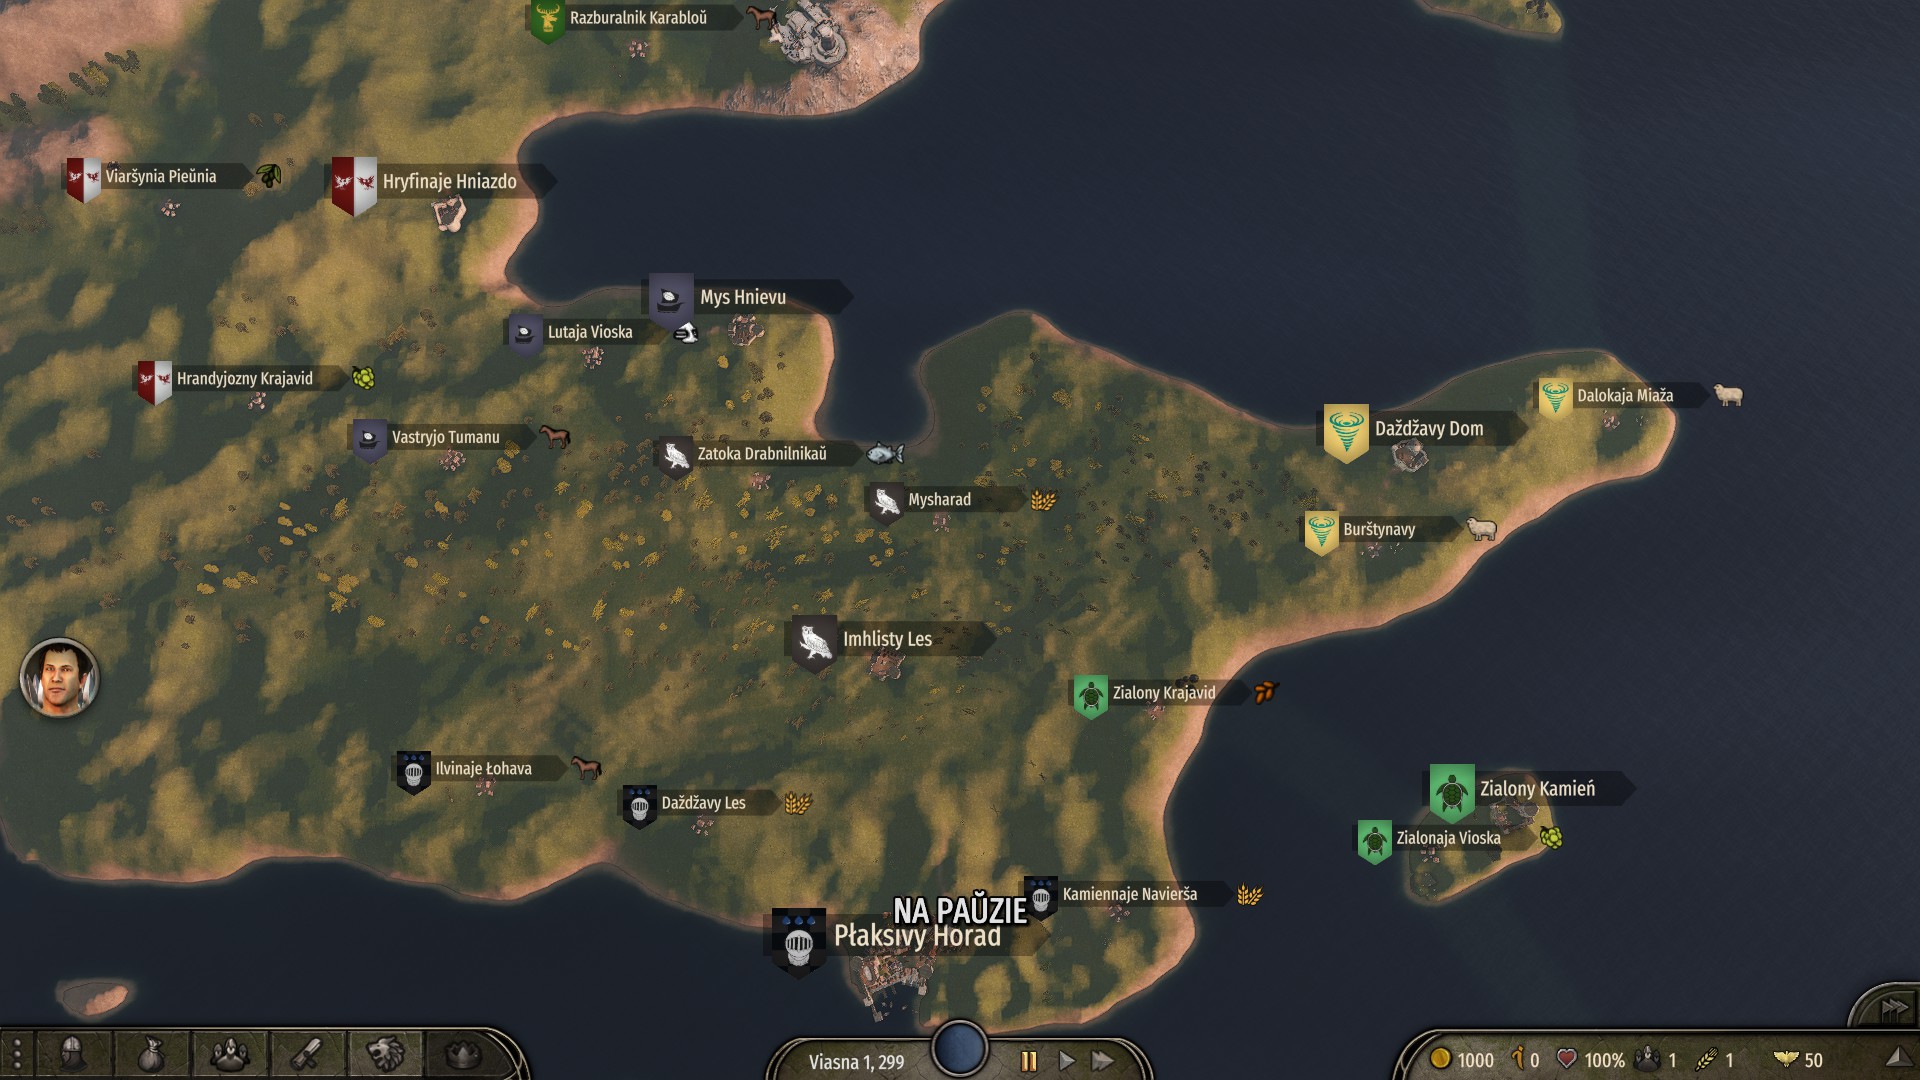 Razburalnik Karabloŭ
Viaršynia Pieŭnia
Hryfinaje Hniazdo
Mys Hnievu
Lutaja Vioska
Hrandyjozny Krajavid
Dalokaja Miaža
Daždžavy Dom
Vastryjo Tumanu
Zatoka Drabnilnikaŭ
Mysharad
Burštynavy
Imhlisty Les
Zialony Krajavid
Ilvinaje Łohava
Daždžavy Les
Zialony Kamień
Zialonaja Vioska
Kamiennaje Navierša
NA PAŬZIE
Płaksivy Horad
Viasna 1, 299
1000 0 100% 1 1 50